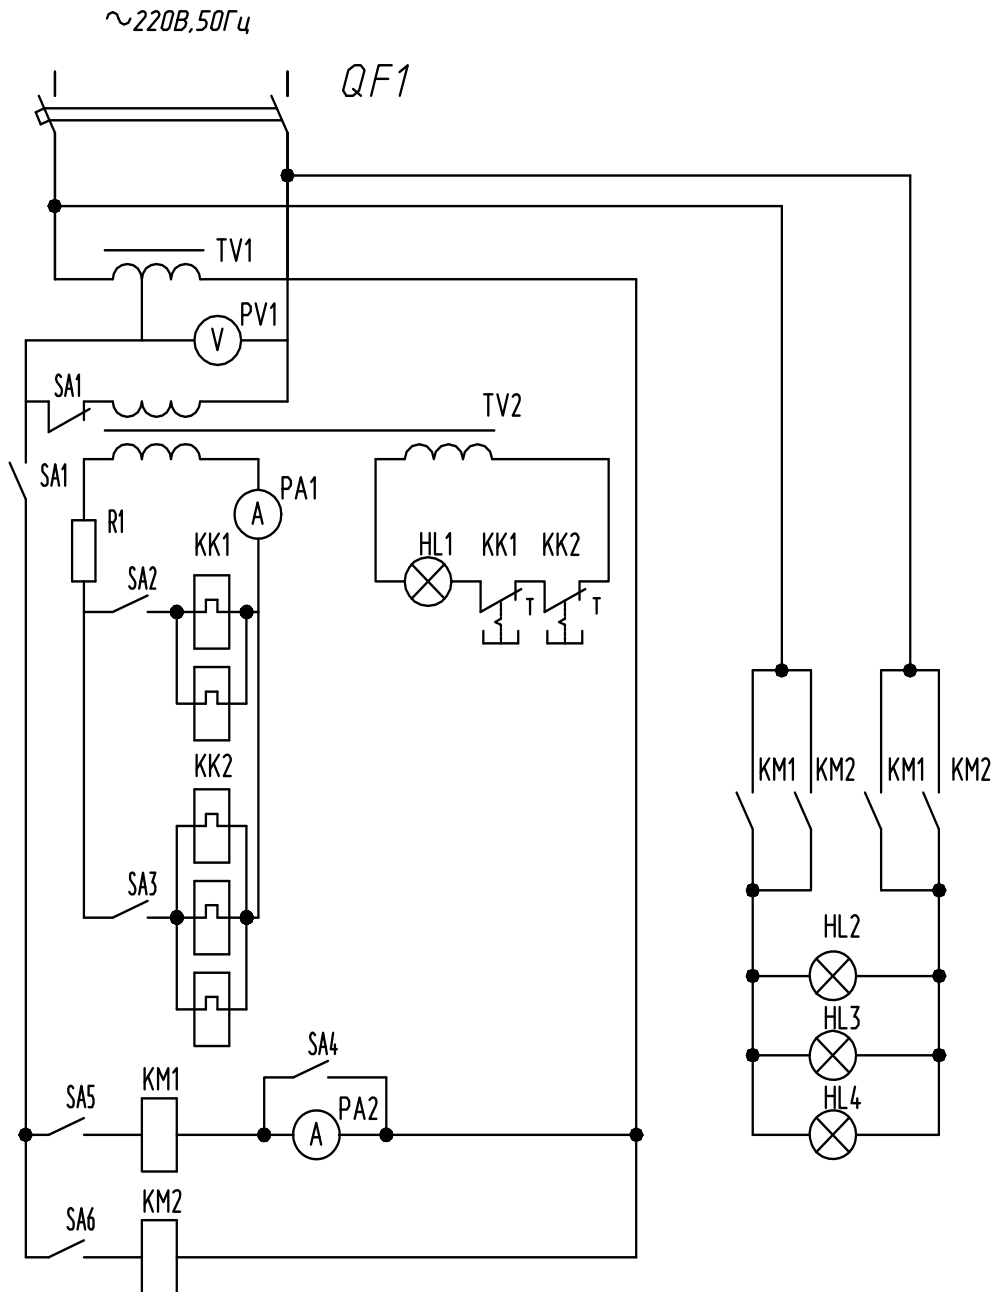 ~220В,50Гц
QF1
TV1
PV1
V
SA1
TV2
SA1
PA1
A
R1
KK1
HL1
KK1
KK2
SA2
T
T
KK2
KM1
KM2
KM1
KM2
SA3
HL2
HL3
SA4
KM1
SA5
PA2
HL4
A
KM2
SA6